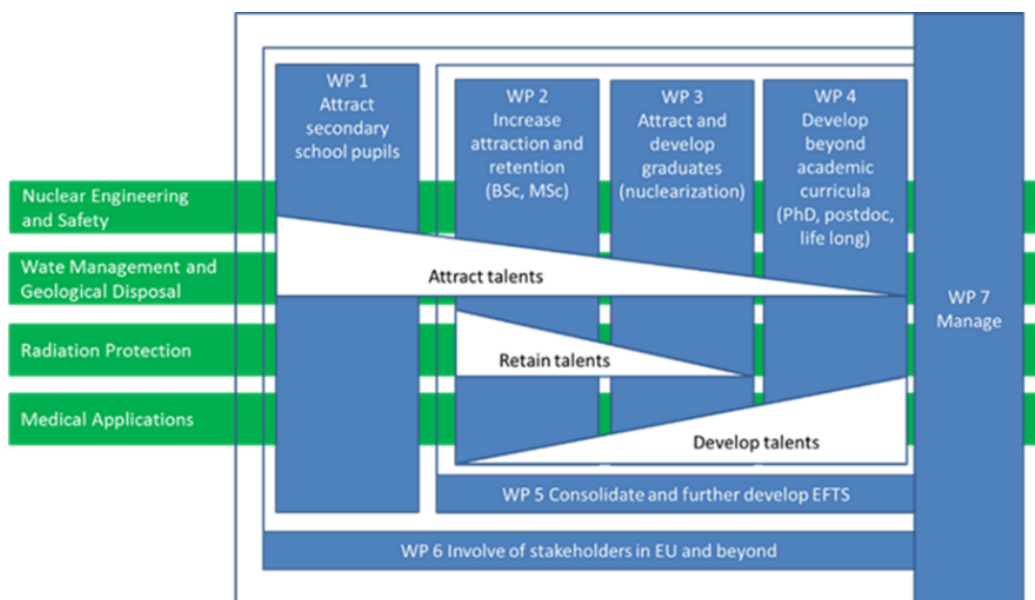 WP 1
Attract
secondary
school pupils
WP 2
Increase
attraction and
retention
(BSc, MSc)
WP 3
Attract and
develop
graduates
(nuclearization)
WP 4
Develop
beyond
academic
curricula
(PhD, postdoc,
life long)
WP 7
Manage
Nuclear Engineering
and Safety
Wate Management and
Geological Disposal
Radiation Protection
Medical Applications
Attract talents
Retain talents
Develop talents
WP 5 Consolidate and further develop EFTS
WP 6 Involve of stakeholders in EU and beyond